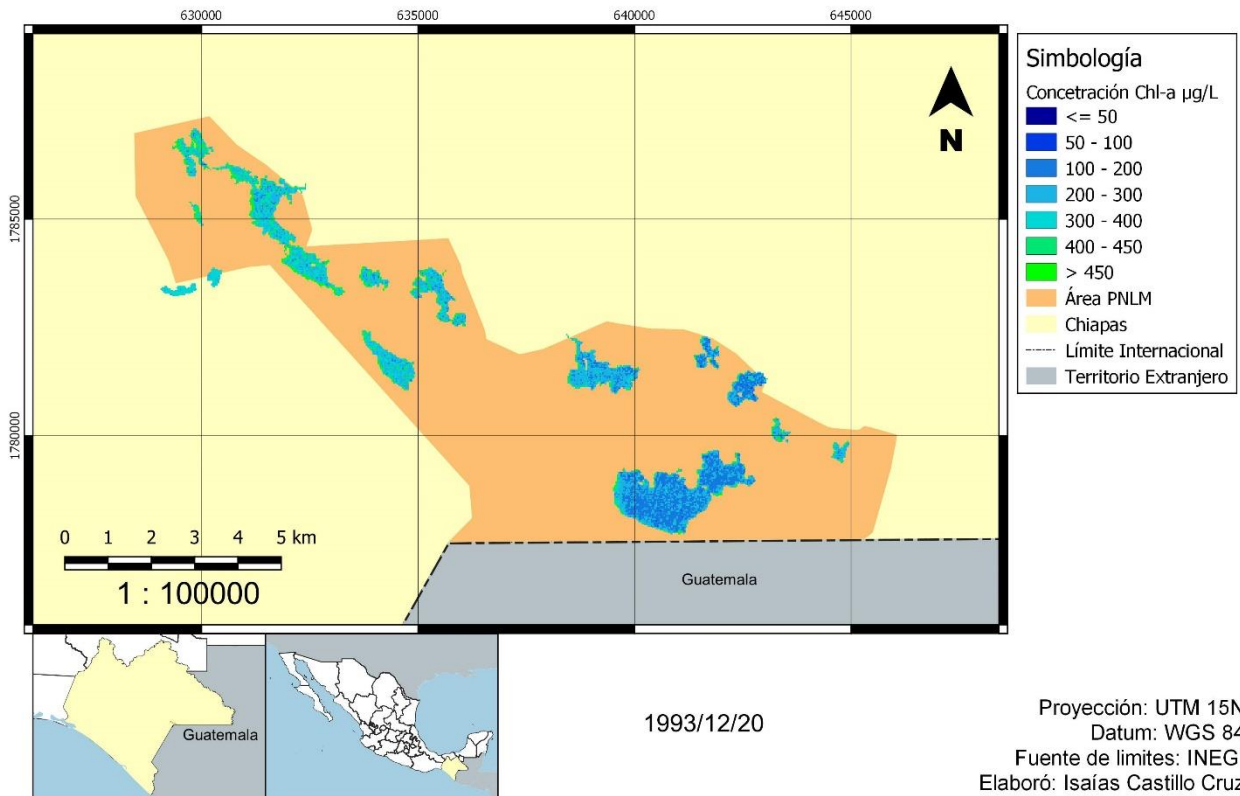 630000 635000 640000 645000
1785000
1780000
N
0 1 2 3 4 5 km
1 : 100000
Guatemala
Simbología
Concetración Chl-a µg/L
<= 50
50 - 100
100 - 200
200 - 300
300 - 400
400 - 450
> 450
Área PNLM
Chiapas
Límite Internacional
Territorio Extranjero
Guatemala
1993/12/20
Proyección: UTM 15N
Datum: WGS 84
Fuente de limites: INEG
Elaboró: Isaías Castillo Cruz